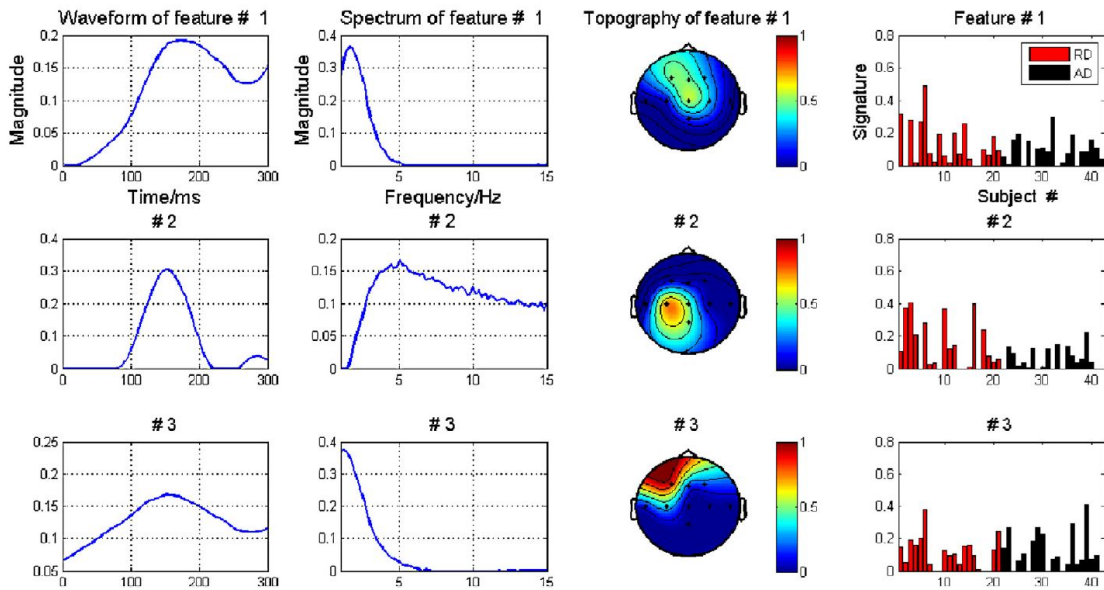 Waveform of feature # 1
Spectrum of feature # 1
Topography of feature # 1
Feature # 1
Magnitude
0.2
0.15
0.1
0.05
0
0 100 200 300
Time/ms
Magnitude
0.4
0.3
0.2
0.1
0
5 10 15
Frequency/Hz
1
0.5
0
Signature
0.8
0.6
0.4
0.2
0
RD
AD
10 20 30 40
Subject #
# 2
0.4
0.3
0.2
0.1
0
0 100 200 300
# 2
0.2
0.15
0.1
0.05
0
5 10 15
# 2
1
0.5
0
# 2
0.8
0.6
0.4
0.2
0
10 20 30 40
# 3
0.25
0.2
0.15
0.1
0.05
0 100 200 300
# 3
0.4
0.3
0.2
0.1
0
5 10 15
# 3
1
0.5
0
# 3
0.8
0.6
0.4
0.2
0
10 20 30 40